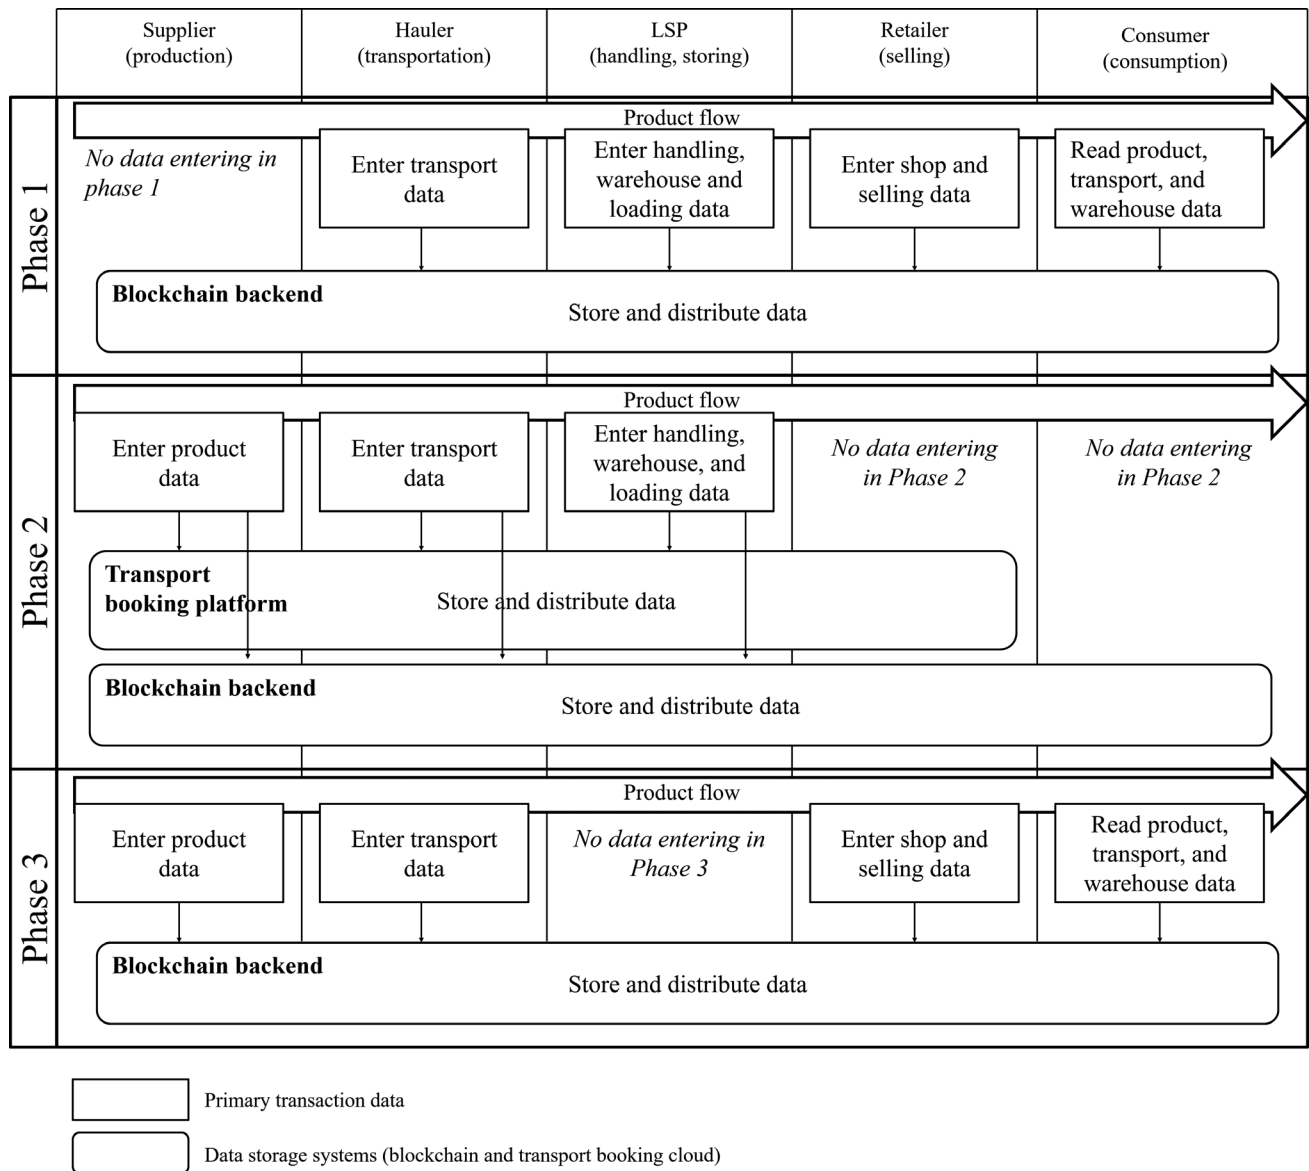 Supplier
(production)
Hauler
(transportation)
LSP
(handling, storing)
Retailer
(selling)
Consumer
(consumption)
Phase 1
Product flow
No data entering in
phase 1
Enter transport
data
Enter handling,
warehouse and
loading data
Enter shop and
selling data
Read product,
transport, and
warehouse data
Blockchain backend
Store and distribute data
Phase 2
Product flow
Enter product
data
Enter transport
data
Enter handling,
warehouse, and
loading data
No data entering
in Phase 2
No data entering
in Phase 2
Transport
booking platform
Store and distribute data
Blockchain backend
Store and distribute data
Phase 3
Product flow
Enter product
data
Enter transport
data
No data entering in
Phase 3
Enter shop and
selling data
Read product,
transport, and
warehouse data
Blockchain backend
Store and distribute data
Primary transaction data
Data storage systems (blockchain and transport booking cloud)